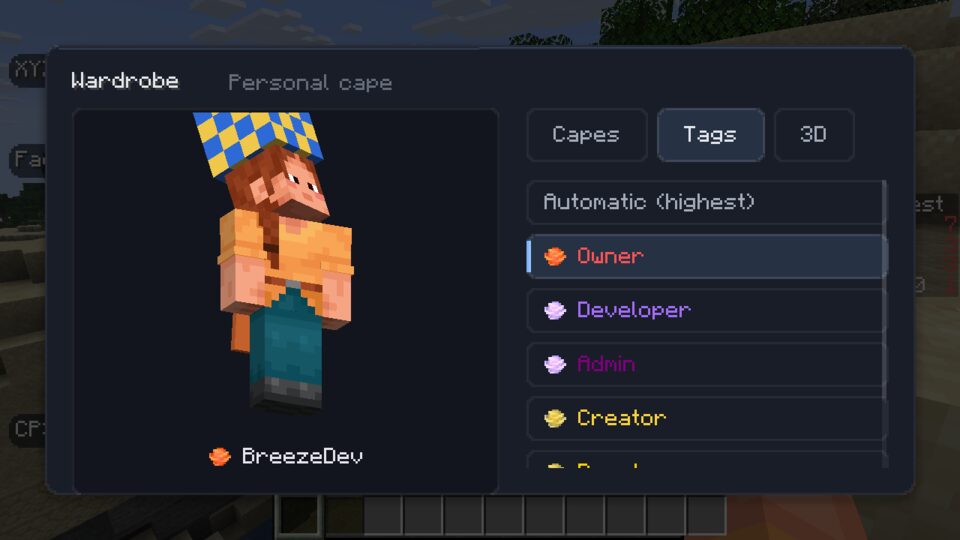 Wardrobe
Personal cape
Capes
Tags
3D
Automatic (highest)
Owner
Developer
Admin
Creator
BreezeDev